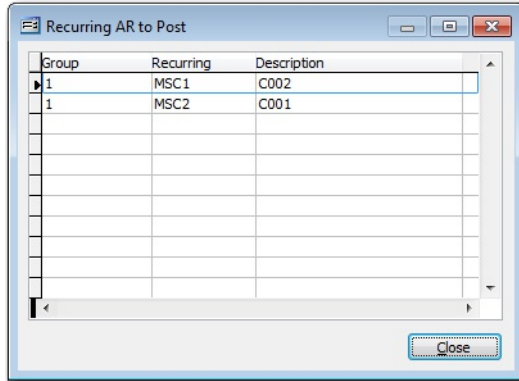 Recurring AR to Post
Group Recurring Description
1 MSC1 C002
1 MSC2 C001
Close